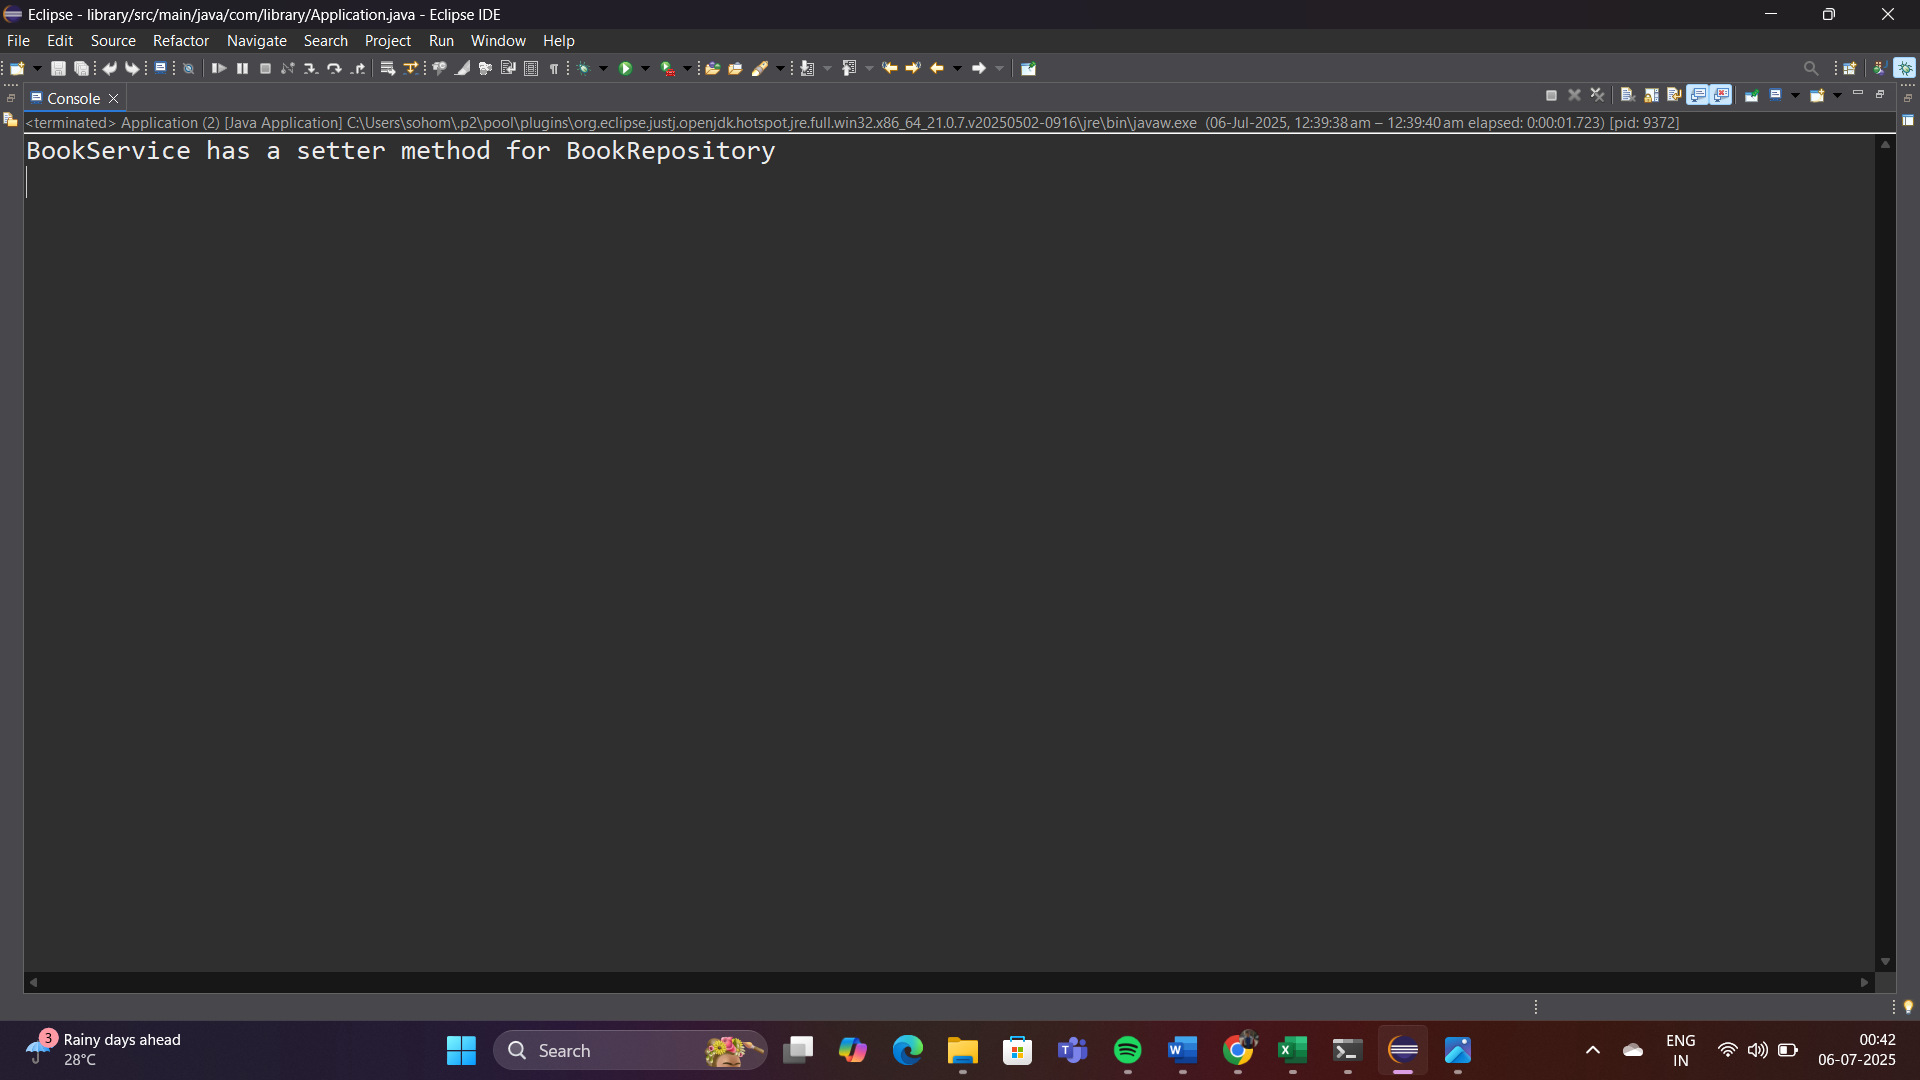 Eclipse - library/src/main/java/com/library/Application.java - Eclipse IDE
File Edit Source Refactor Navigate Search Project Run Window Help
Console
<terminated> Application (2) [Java Application] C:\Users\sohom\.p2\pool\plugins\org.eclipse.justj.openjdk.hotspot.jre.full.win32.x86_64_21.0.7.v20250502-0916\jre\bin\javaw.exe (06-Jul-2025, 12:39:38 am – 12:39:40 am elapsed: 0:00:01.723) [pid: 9372]
BookService has a setter method for BookRepository
3
Rainy days ahead
28°C
Search
ENG
IN
00:42
06-07-2025